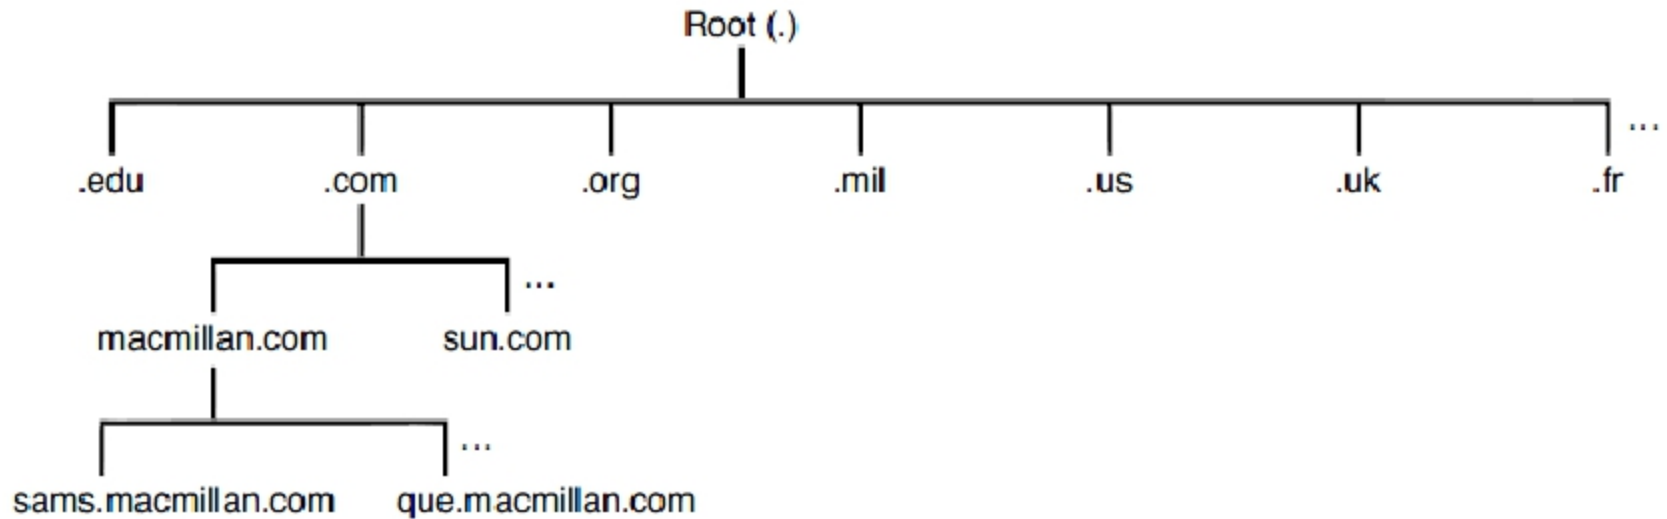 Root (.)
...
.edu .com .org .mil .us .uk .fr
...
macmillan.com sun.com
...
sams.macmillan.com que.macmillan.com